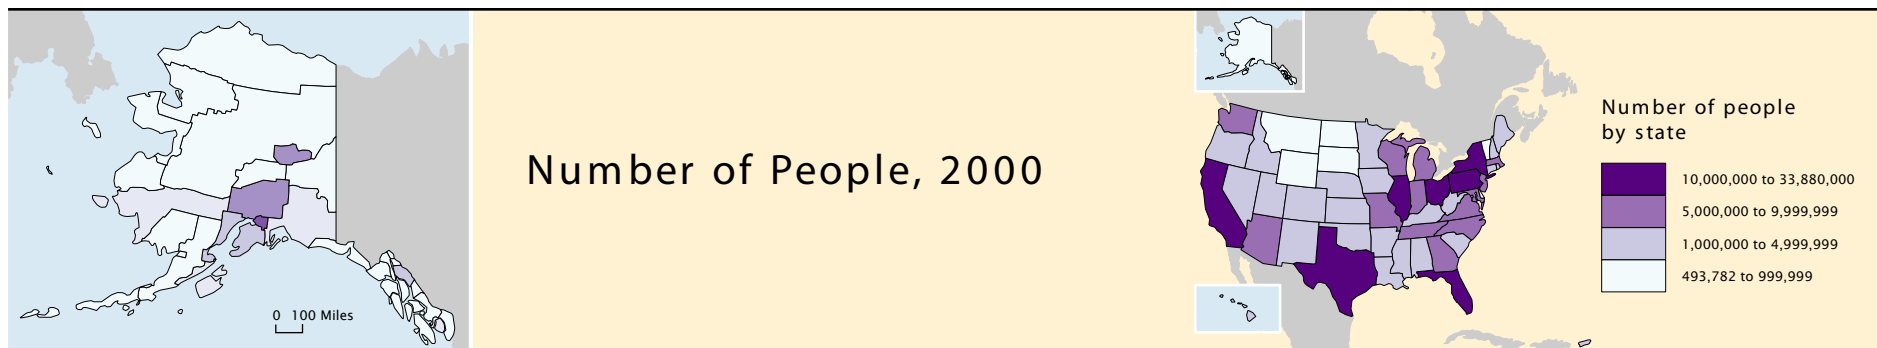 0 100 Miles
Number of People, 2000
Number of people
by state
10,000,000 to 33,880,000
5,000,000 to 9,999,999
1,000,000 to 4,999,999
493,782 to 999,999